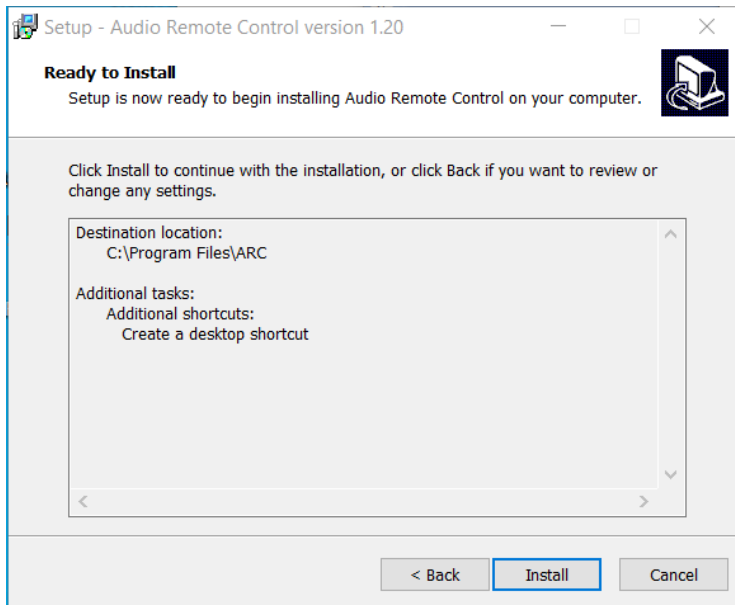 Setup - Audio Remote Control version 1.20
Ready to Install
Setup is now ready to begin installing Audio Remote Control on your computer.
Click Install to continue with the installation, or click Back if you want to review or
change any settings.
Destination location:
C:\Program Files\ARC
Additional tasks:
Additional shortcuts:
Create a desktop shortcut
< Back
Install
Cancel